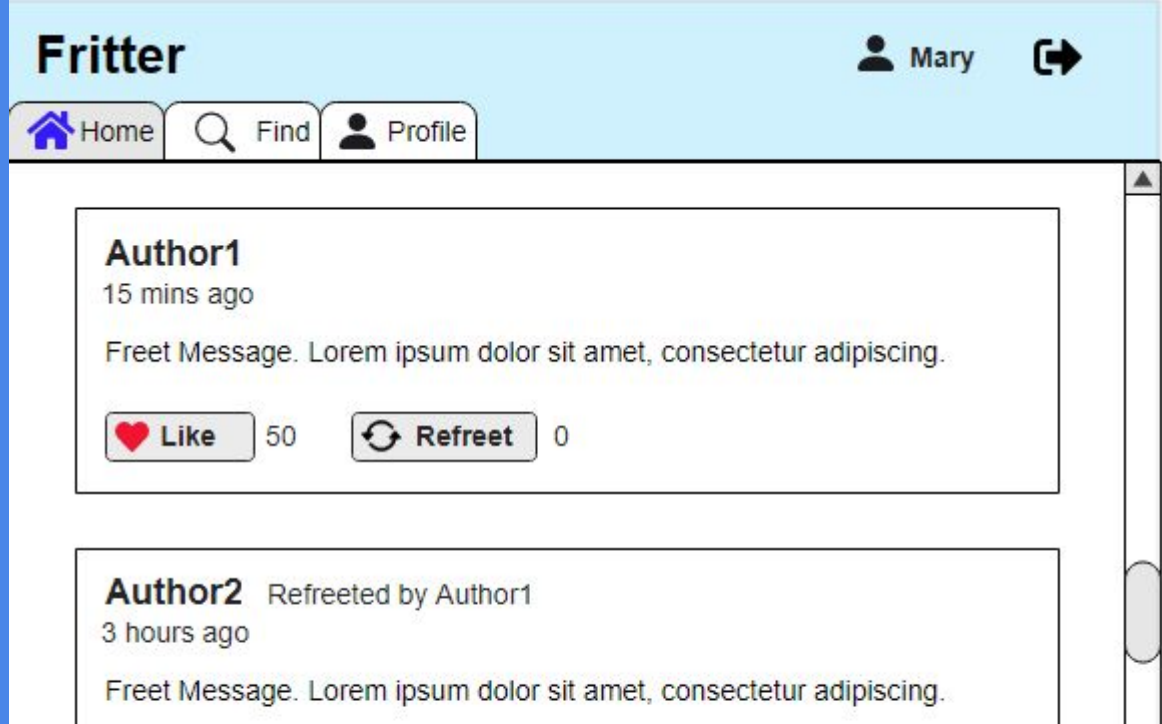 Fritter
Mary
Home Find Profile
Author1
15 mins ago
Freet Message. Lorem ipsum dolor sit amet, consectetur adipiscing.
Like 50 Refreet 0
Author2 Refreeted by Author1
3 hours ago
Freet Message. Lorem ipsum dolor sit amet, consectetur adipiscing.